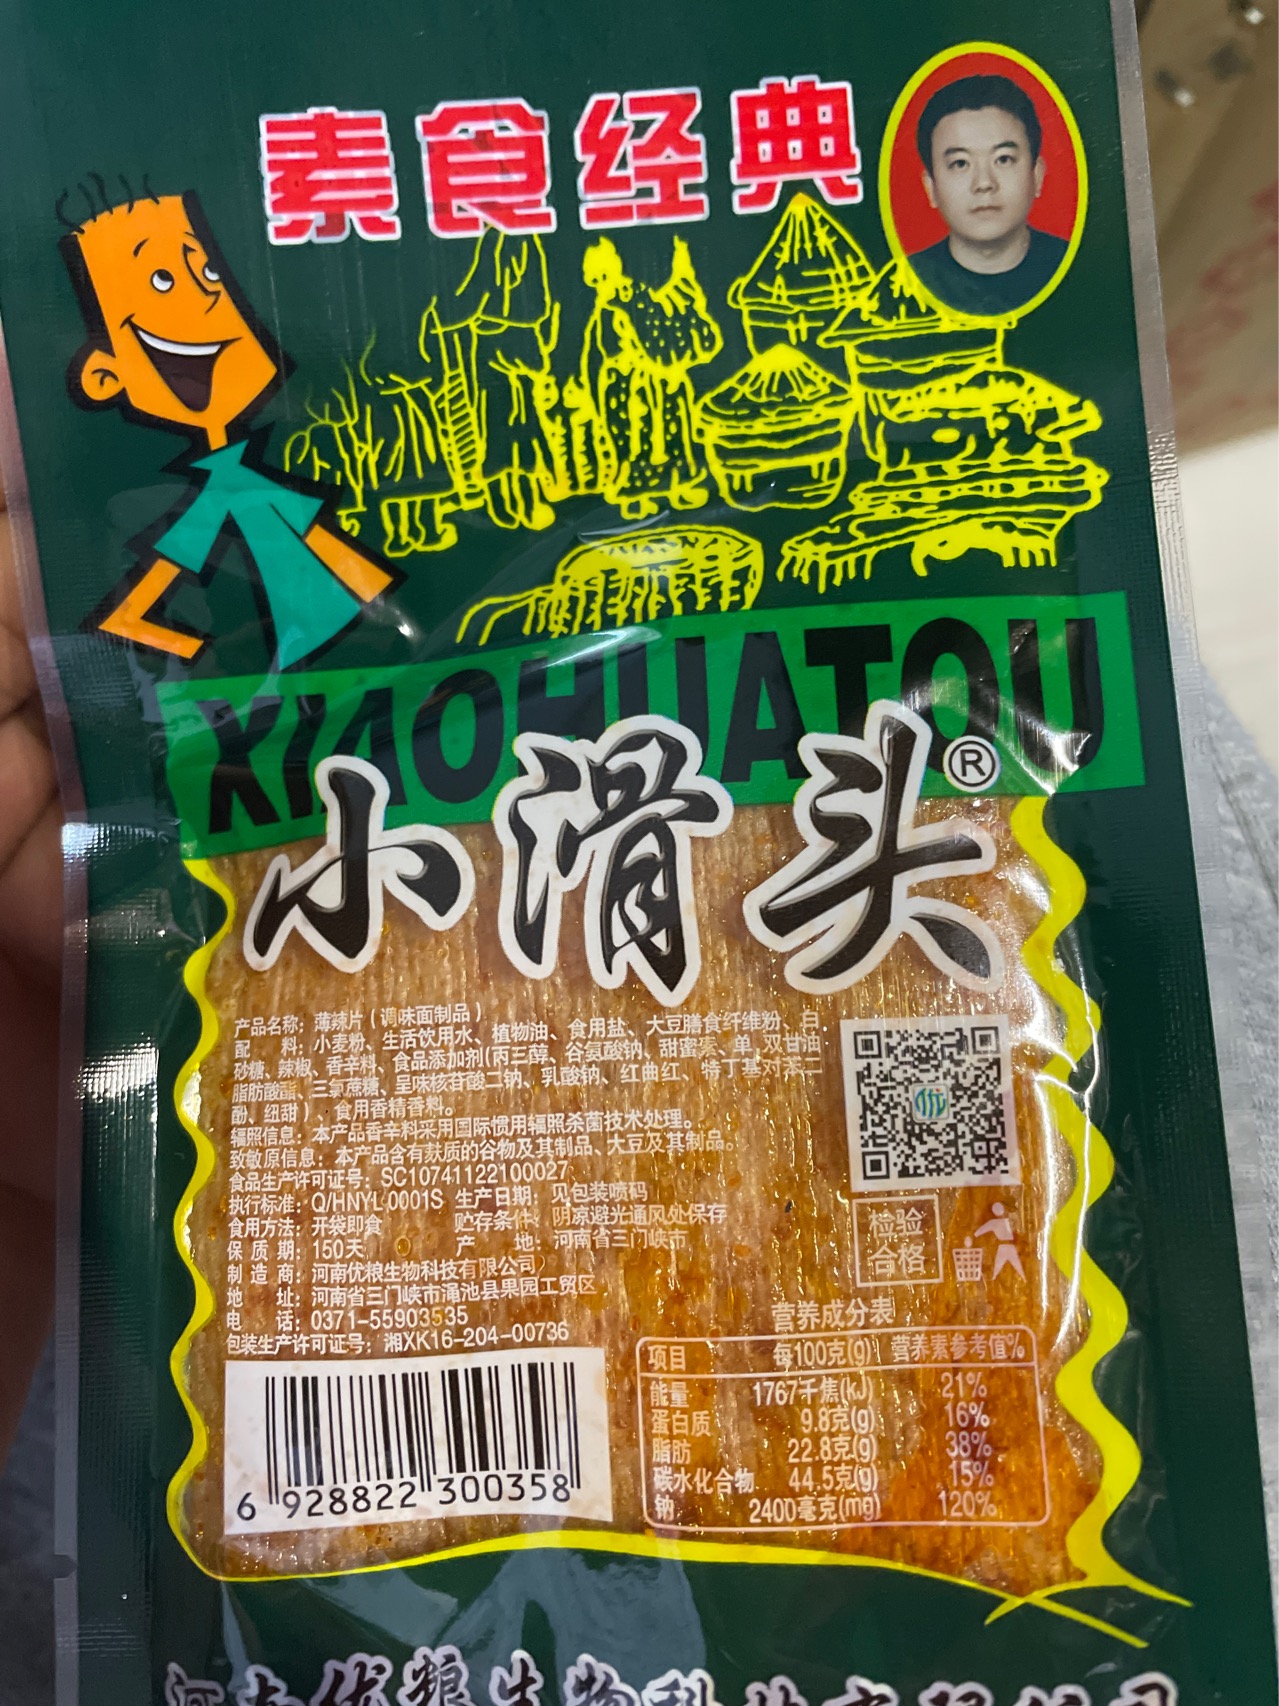 素食经典
XIAOHUATOU
小滑头®
产品名称：薄辣片（调味面制品）
配 料：小麦粉、生活饮用水、植物油、食用盐、大豆膳食纤维粉、白
砂糖、辣椒、香辛料、食品添加剂(丙三醇、谷氨酸钠、甜蜜素、单，双甘油
脂肪酸酯、三氯蔗糖、呈味核苷酸二钠、乳酸钠、红曲红、特丁基对苯二
酚、纽甜）、食用香精香料。
辐照信息：本产品香辛料采用国际惯用辐照杀菌技术处理。
致敏原信息：本产品含有麸质的谷物及其制品、大豆及其制品。
食品生产许可证号：SC10741122100027
执行标准：Q/HNYL 0001S 生产日期：见包装喷码
食用方法：开袋即食 贮存条件：阴凉避光通风处保存
保 质 期：150天 产 地：河南省三门峡市
制 造 商：河南优粮生物科技有限公司
地 址：河南省三门峡市渑池县果园工贸区
电 话：0371-55903535
包装生产许可证号：湘XK16-204-00736
检验
合格
营养成分表
项目 每100克(g) 营养素参考值%
能量 1767千焦(kJ) 21%
蛋白质 9.8克(g) 16%
脂肪 22.8克(g) 38%
碳水化合物 44.5克(g) 15%
钠 2400毫克(mg) 120%
6 928822 300358
河南优粮生物科技有限公司